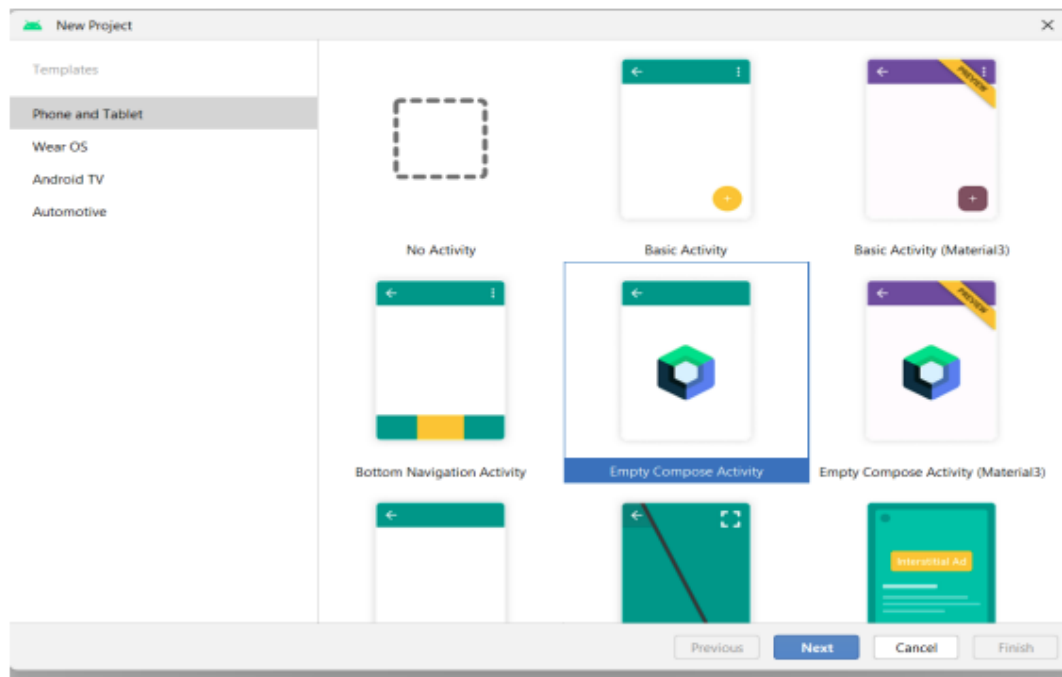 New Project
Templates
Phone and Tablet
Wear OS
Android TV
Automotive
PREVIEW
No Activity
Basic Activity
Basic Activity (Material3)
PREVIEW
Bottom Navigation Activity
Empty Compose Activity
Empty Compose Activity (Material3)
Interstitial Ad
Previous
Next
Cancel
Finish